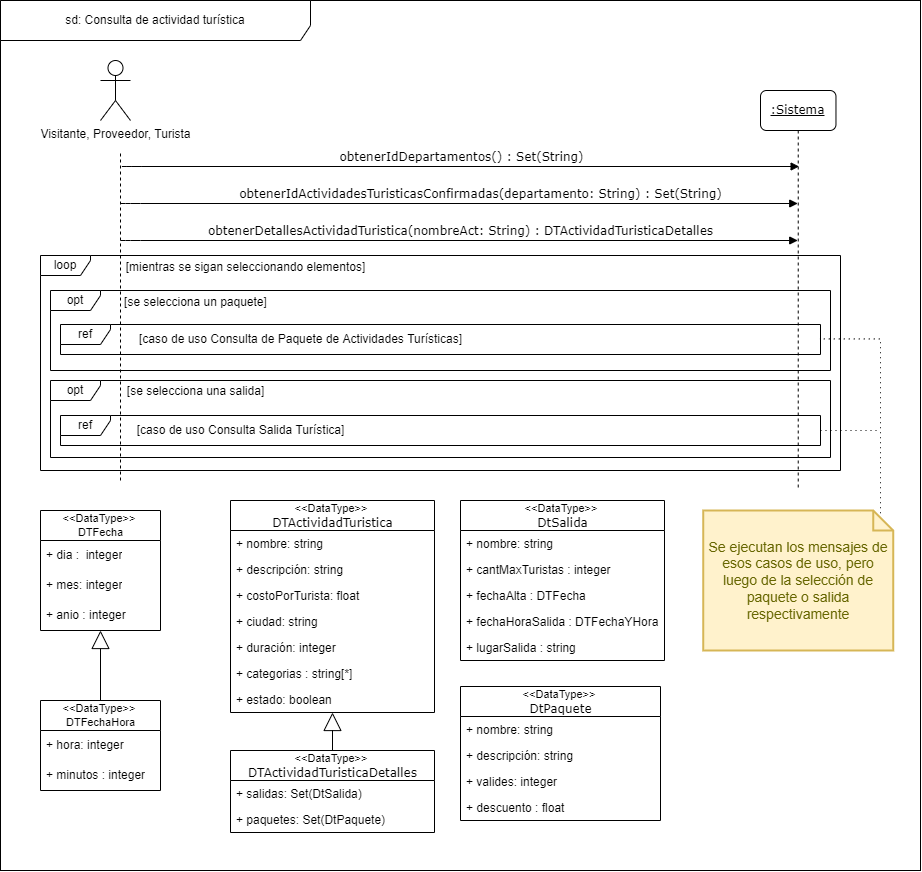 sd: Consulta de actividad turística
Visitante, Proveedor, Turista
:Sistema
obtenerIdDepartamentos() : Set(String)
obtenerIdActividadesTuristicasConfirmadas(departamento: String) : Set(String)
obtenerDetallesActividadTuristica(nombreAct: String) : DTActividadTuristicaDetalles
loop
[mientras se sigan seleccionando elementos]
opt
[se selecciona un paquete]
ref
[caso de uso Consulta de Paquete de Actividades Turísticas]
opt
[se selecciona una salida]
ref
[caso de uso Consulta Salida Turística]
<<DataType>>
DTFecha
+ dia : integer
+ mes: integer
+ anio : integer
<<DataType>>
DTFechaHora
+ hora: integer
+ minutos : integer
<<DataType>>
DTActividadTuristica
+ nombre: string
+ descripción: string
+ costoPorTurista: float
+ ciudad: string
+ duración: integer
+ categorias : string[*]
+ estado: boolean
<<DataType>>
DTActividadTuristicaDetalles
+ salidas: Set(DtSalida)
+ paquetes: Set(DtPaquete)
<<DataType>>
DtSalida
+ nombre: string
+ cantMaxTuristas : integer
+ fechaAlta : DTFecha
+ fechaHoraSalida : DTFechaYHora
+ lugarSalida : string
<<DataType>>
DtPaquete
+ nombre: string
+ descripción: string
+ valides: integer
+ descuento : float
Se ejecutan los mensajes de
esos casos de uso, pero
luego de la selección de
paquete o salida
respectivamente